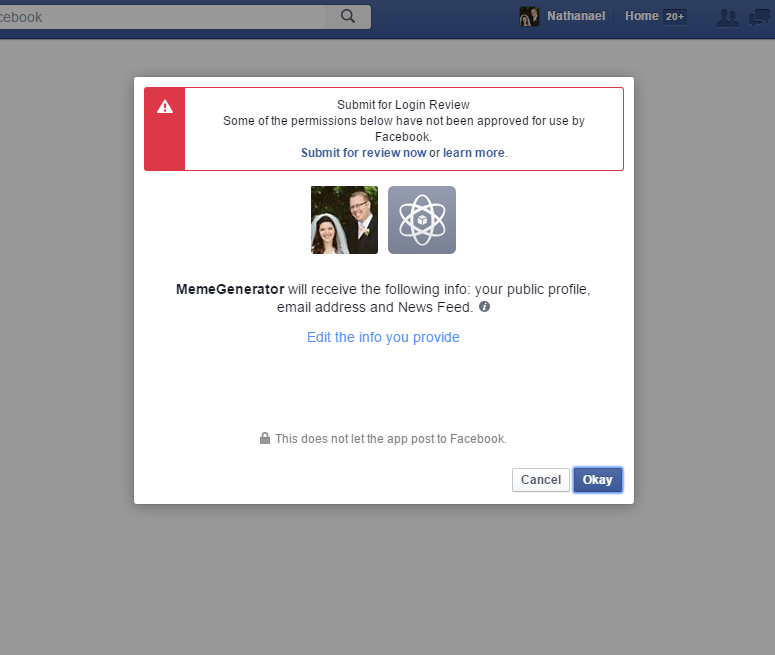 cebook
Nathanael
Home 20+
Submit for Login Review
Some of the permissions below have not been approved for use by
Facebook.
Submit for review now or learn more.
MemeGenerator will receive the following info: your public profile,
email address and News Feed.
Edit the info you provide
This does not let the app post to Facebook.
Cancel
Okay